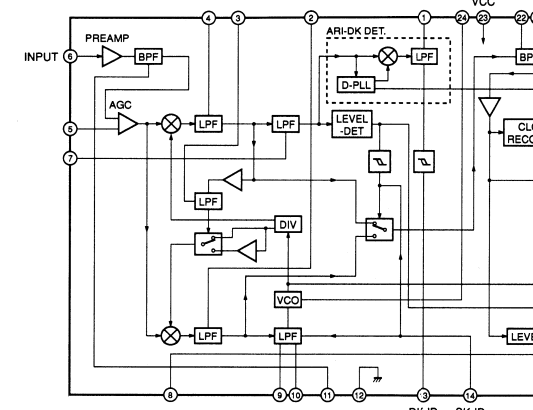 VCC
4
3
2
1
24
23
22
ARI-DK DET.
PREAMP
INPUT
6
BPF
LPF
BP
D-PLL
AGC
5
LPF
LPF
LEVEL
-DET
CLO
RECO
7
LPF
DIV
VCO
LPF
LPF
LEVE
8
9
10
11
12
13
14